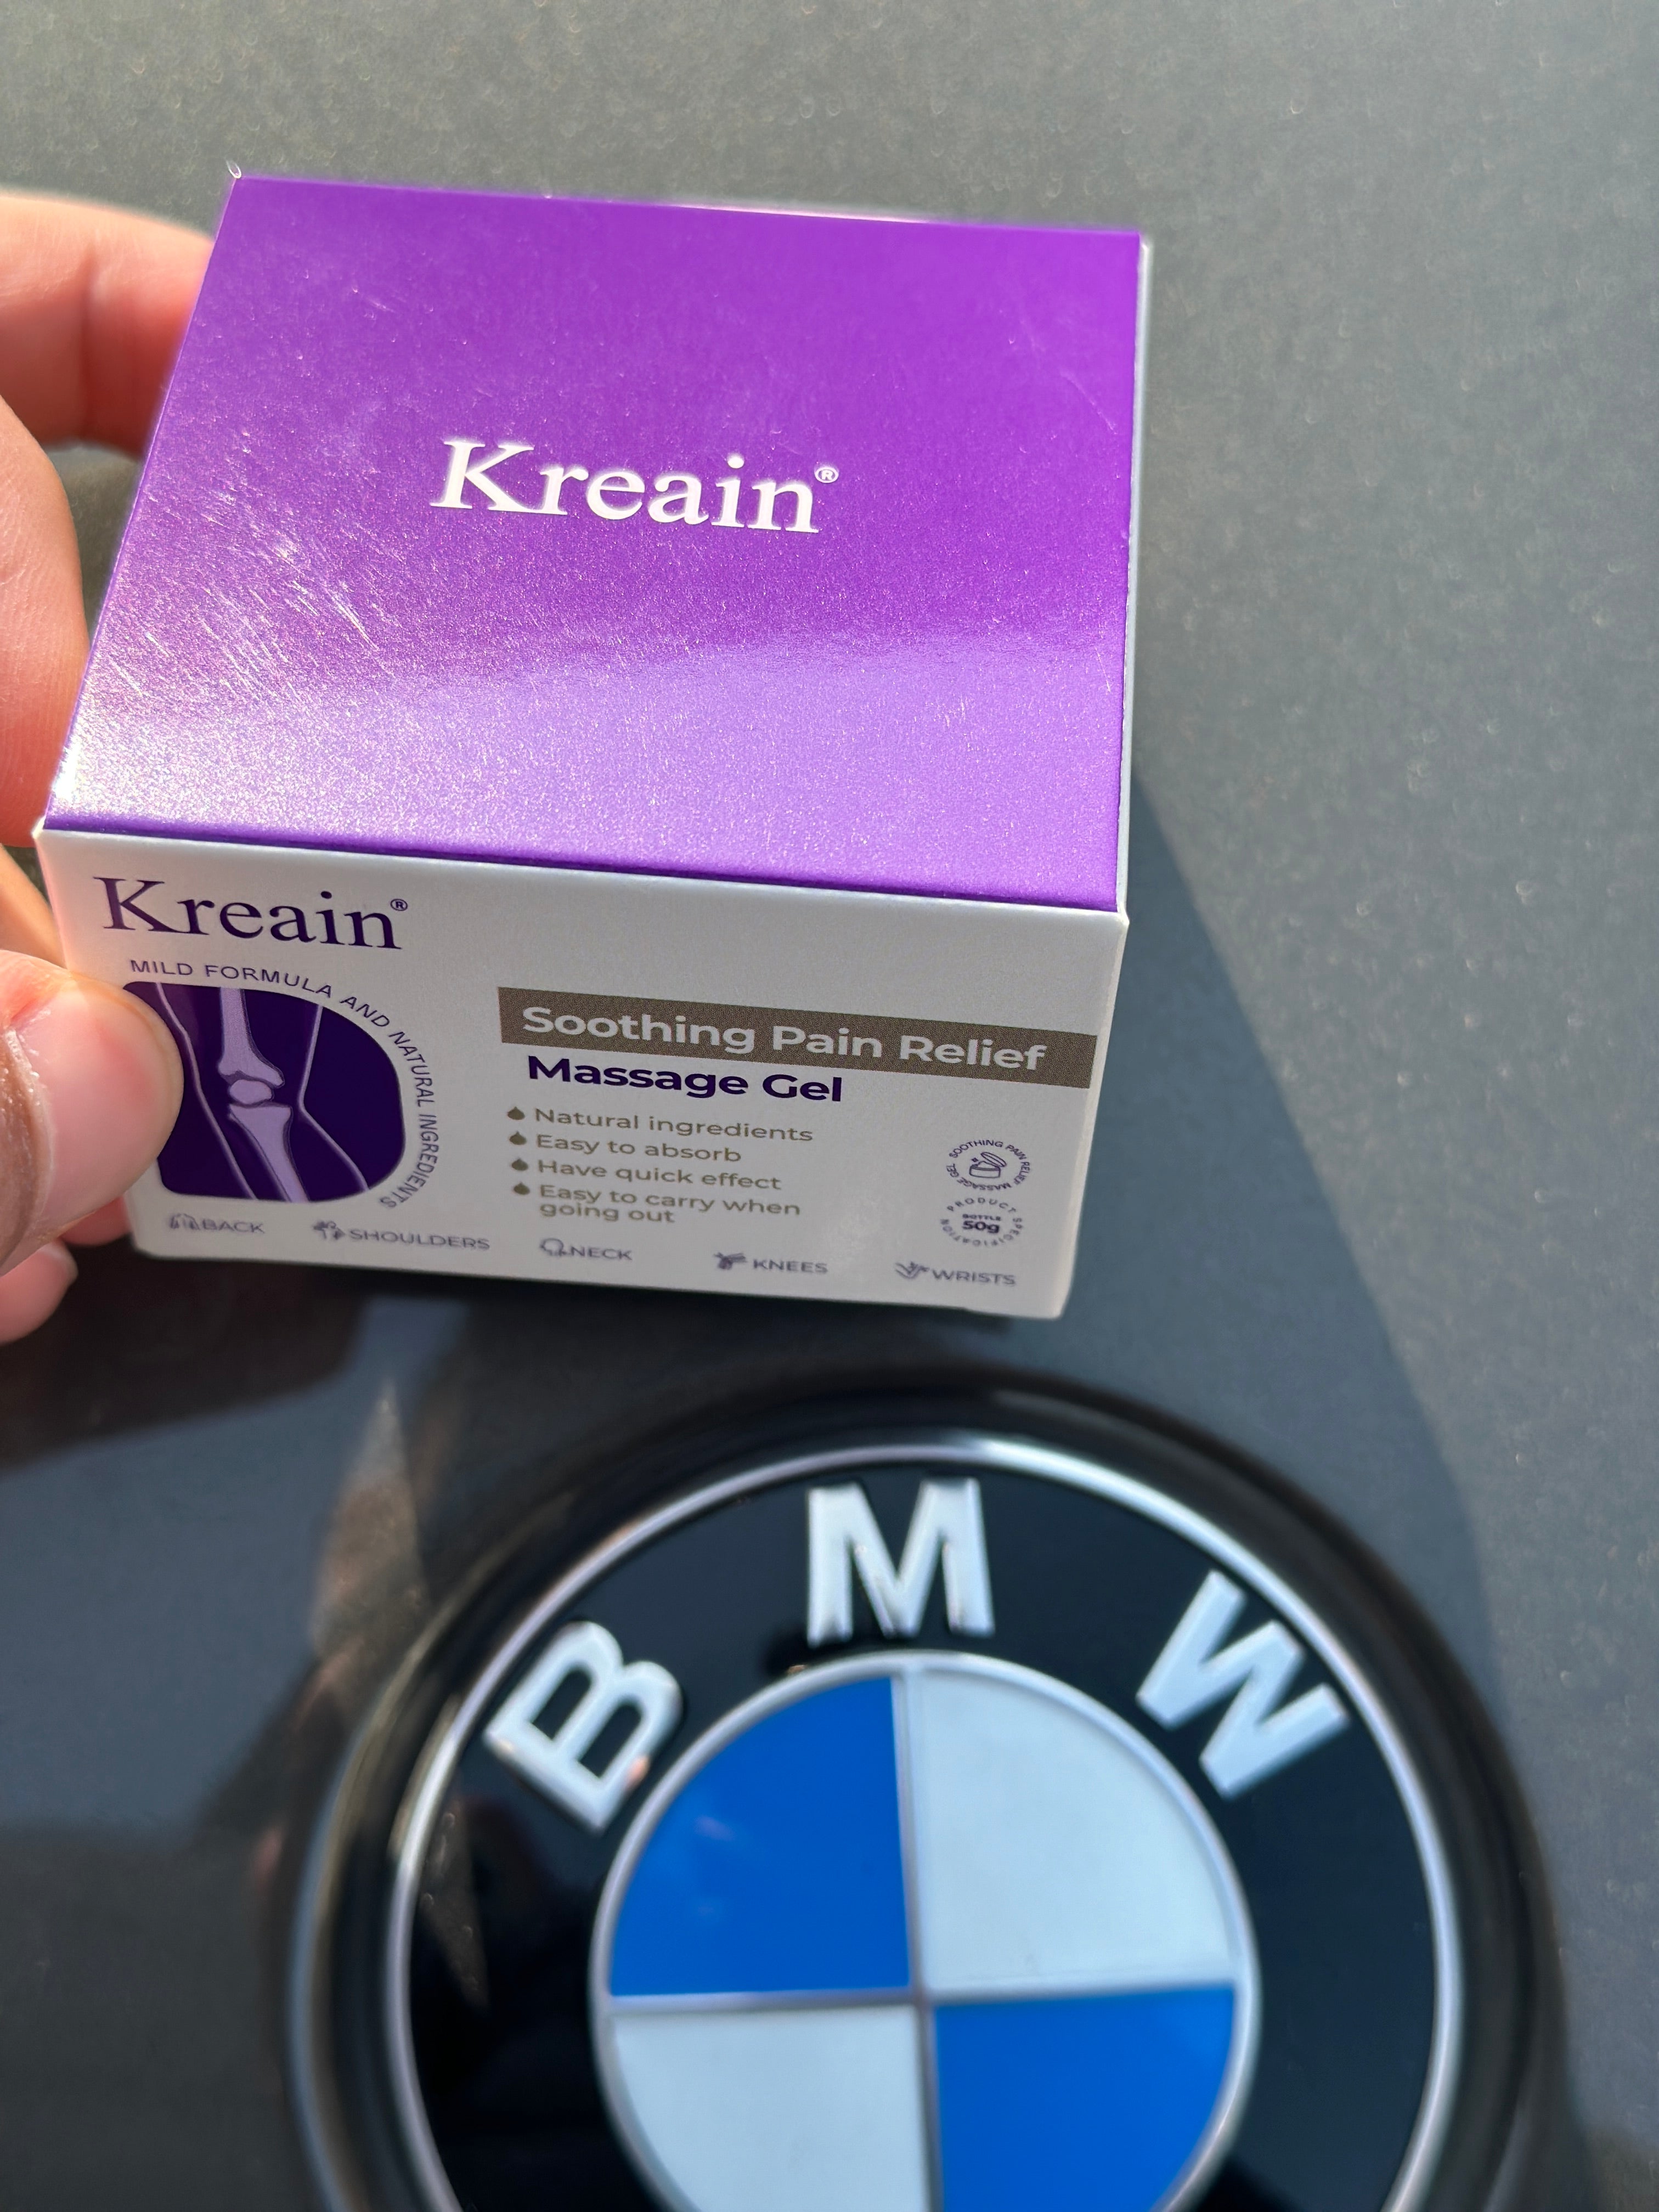 Kreain®
Kreain®
MILD FORMULA AND NATURAL INGREDIENTS
Soothing Pain Relief
Massage Gel
Natural ingredients
Easy to absorb
Have quick effect
Easy to carry when
going out
SOOTHING PAIN RELIEF MASSAGE GEL
PRODUCT SPECIFICATION
BOTTLE
50g
BACK
SHOULDERS
NECK
KNEES
WRISTS
BMW